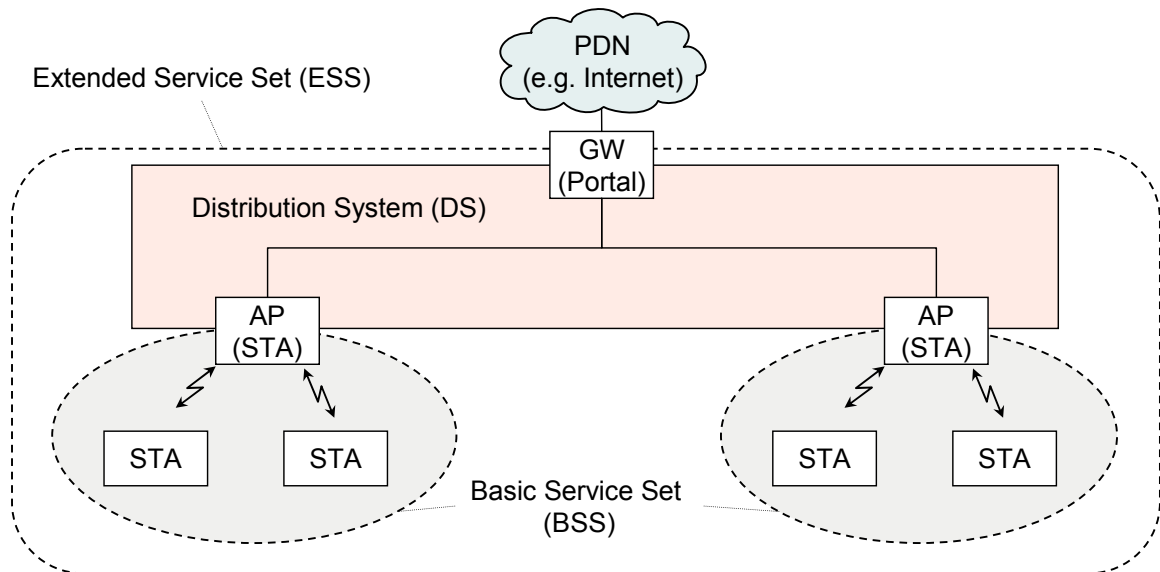 PDN
(e.g. Internet)
Extended Service Set (ESS)
GW
(Portal)
Distribution System (DS)
AP
(STA)
AP
(STA)
STA
STA
STA
STA
Basic Service Set
(BSS)